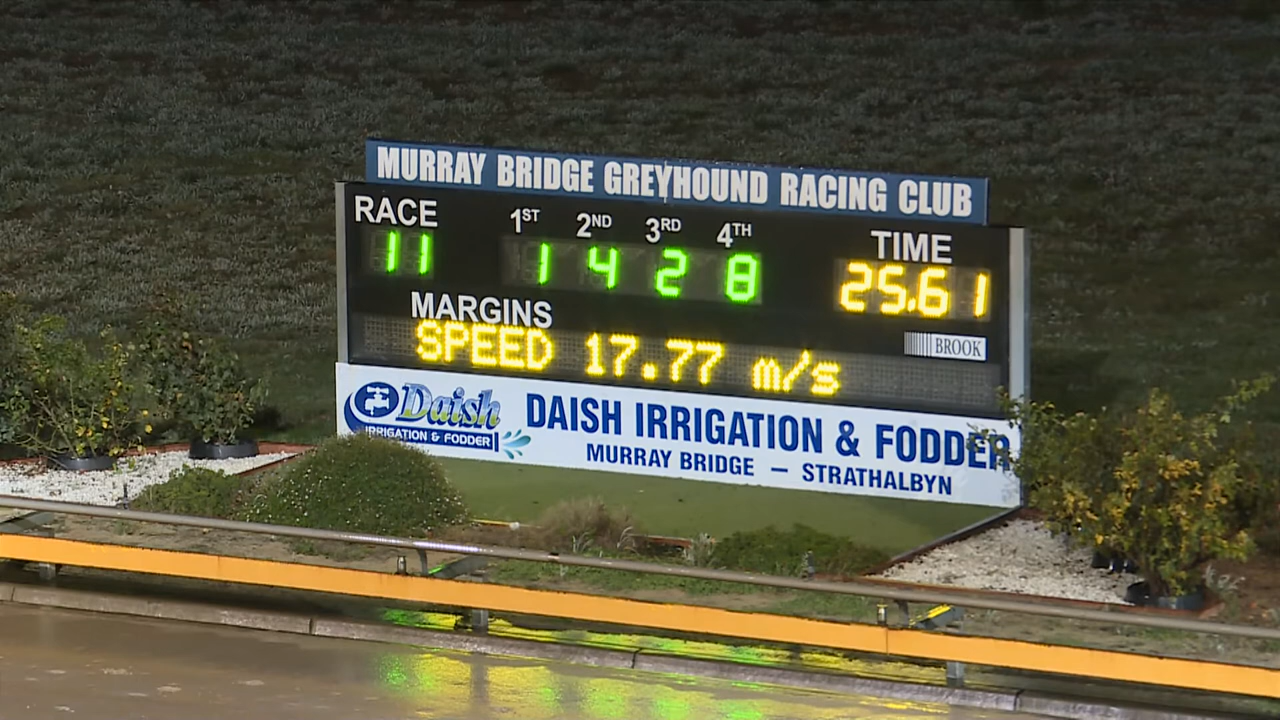 MURRAY BRIDGE GREYHOUND RACING CLUB
RACE 1ST 2ND 3RD 4TH TIME
11 1 4 2 8 25.61
MARGINS
SPEED 17.77 m/s
BROOK
Daish
IRRIGATION & FODDER
DAISH IRRIGATION & FODDER
MURRAY BRIDGE — STRATHALBYN